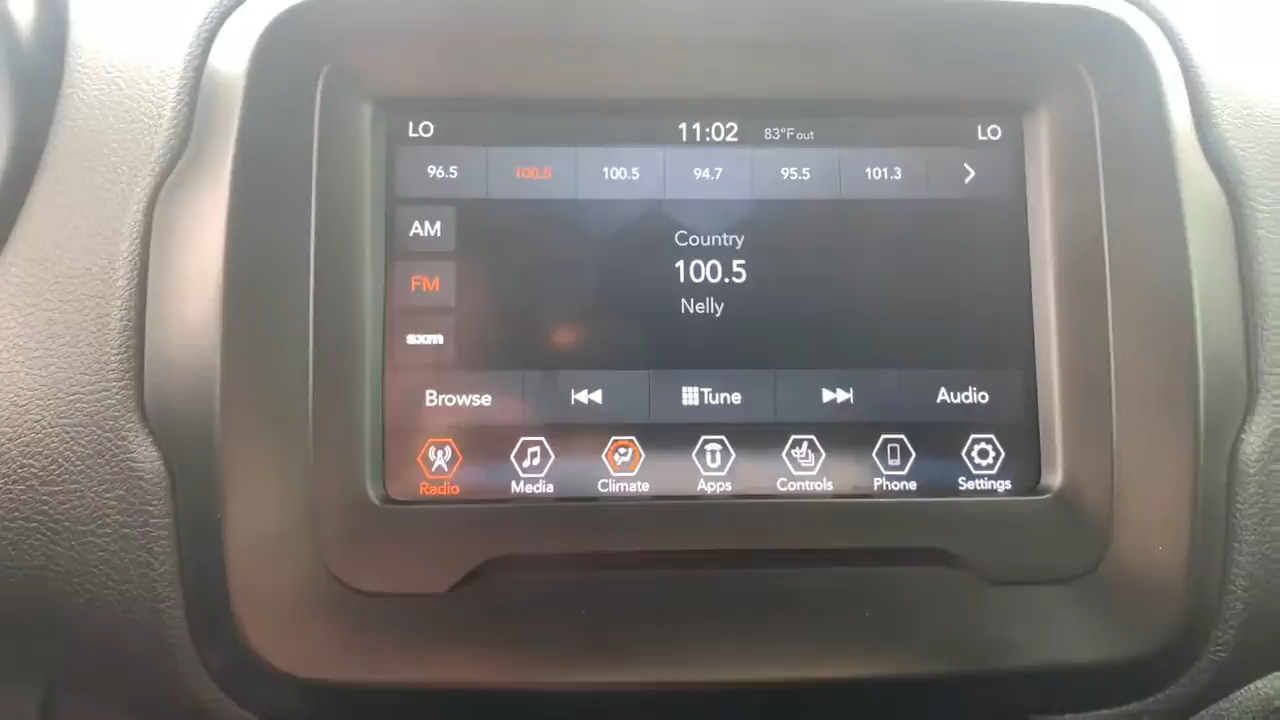 LO 11:02 83°F out LO
96.5 100.5 100.5 94.7 95.5 101.3
AM
Country
100.5
FM
Nelly
sxm
Browse Tune Audio
Radio Media Climate Apps Controls Phone Settings